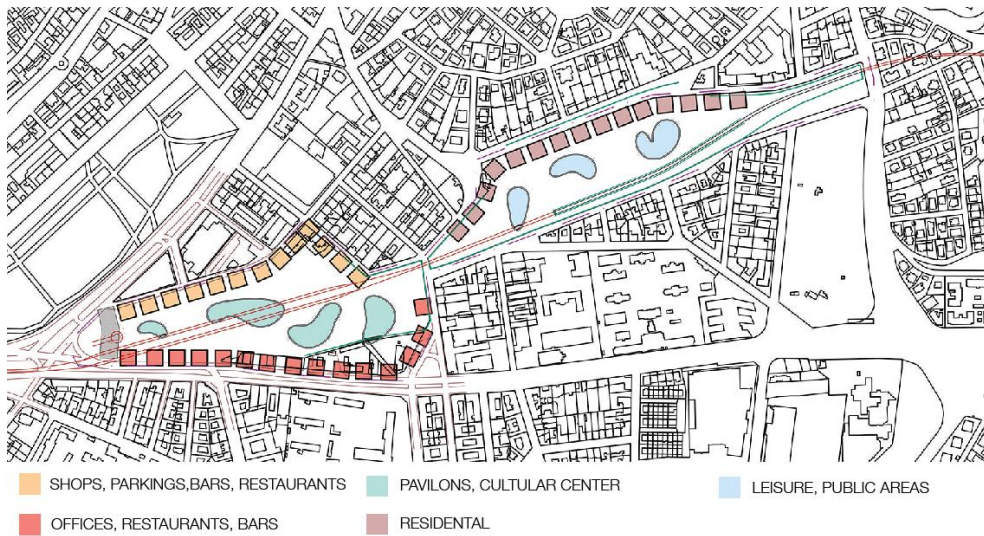 SHOPS, PARKINGS,BARS, RESTAURANTS
PAVILONS, CULTULAR CENTER
LEISURE, PUBLIC AREAS
OFFICES, RESTAURANTS, BARS
RESIDENTAL